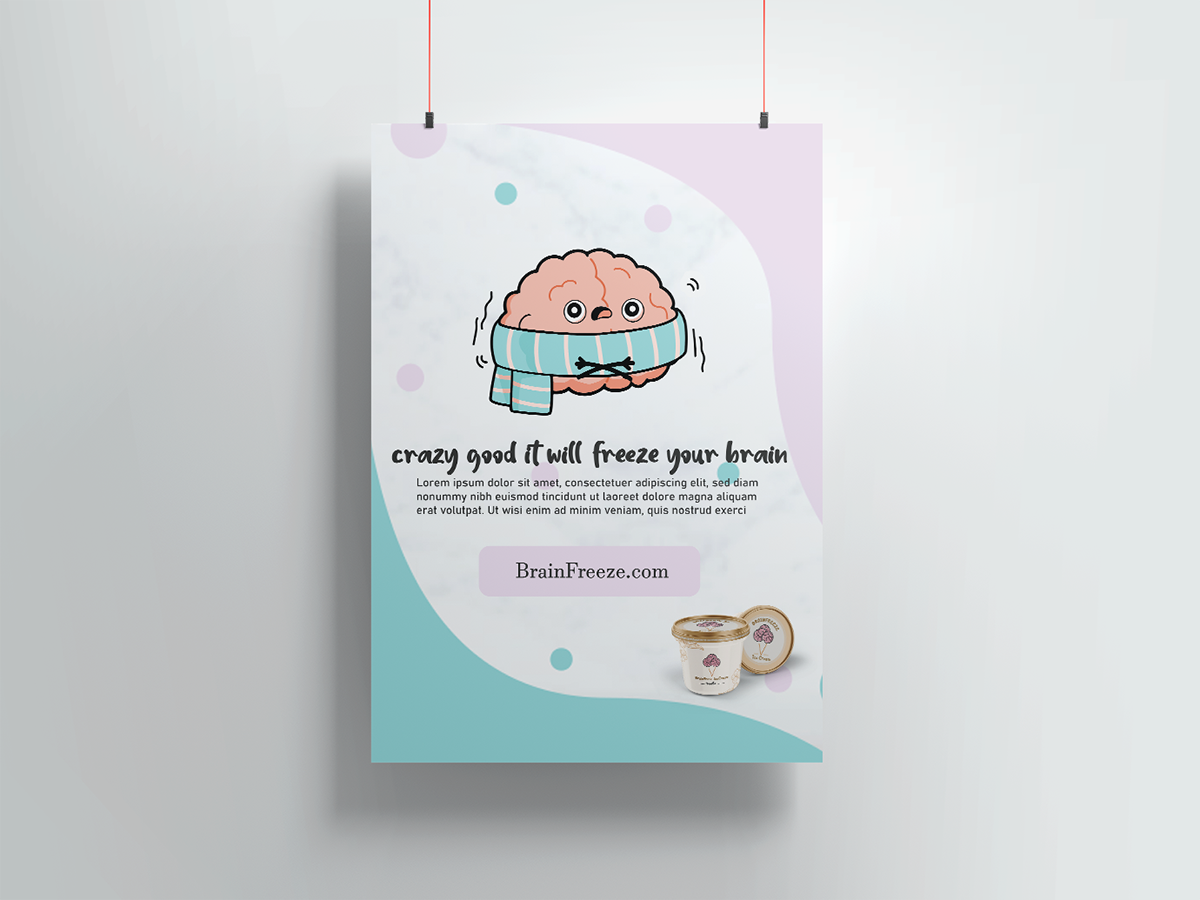 crazy good it will freeze your brain
Lorem ipsum dolor sit amet, consectetuer adipiscing elit, sed diam
nonummy nibh euismod tincidunt ut laoreet dolore magna aliquam
erat volutpat. Ut wisi enim ad minim veniam, quis nostrud exerci
BrainFreeze.com